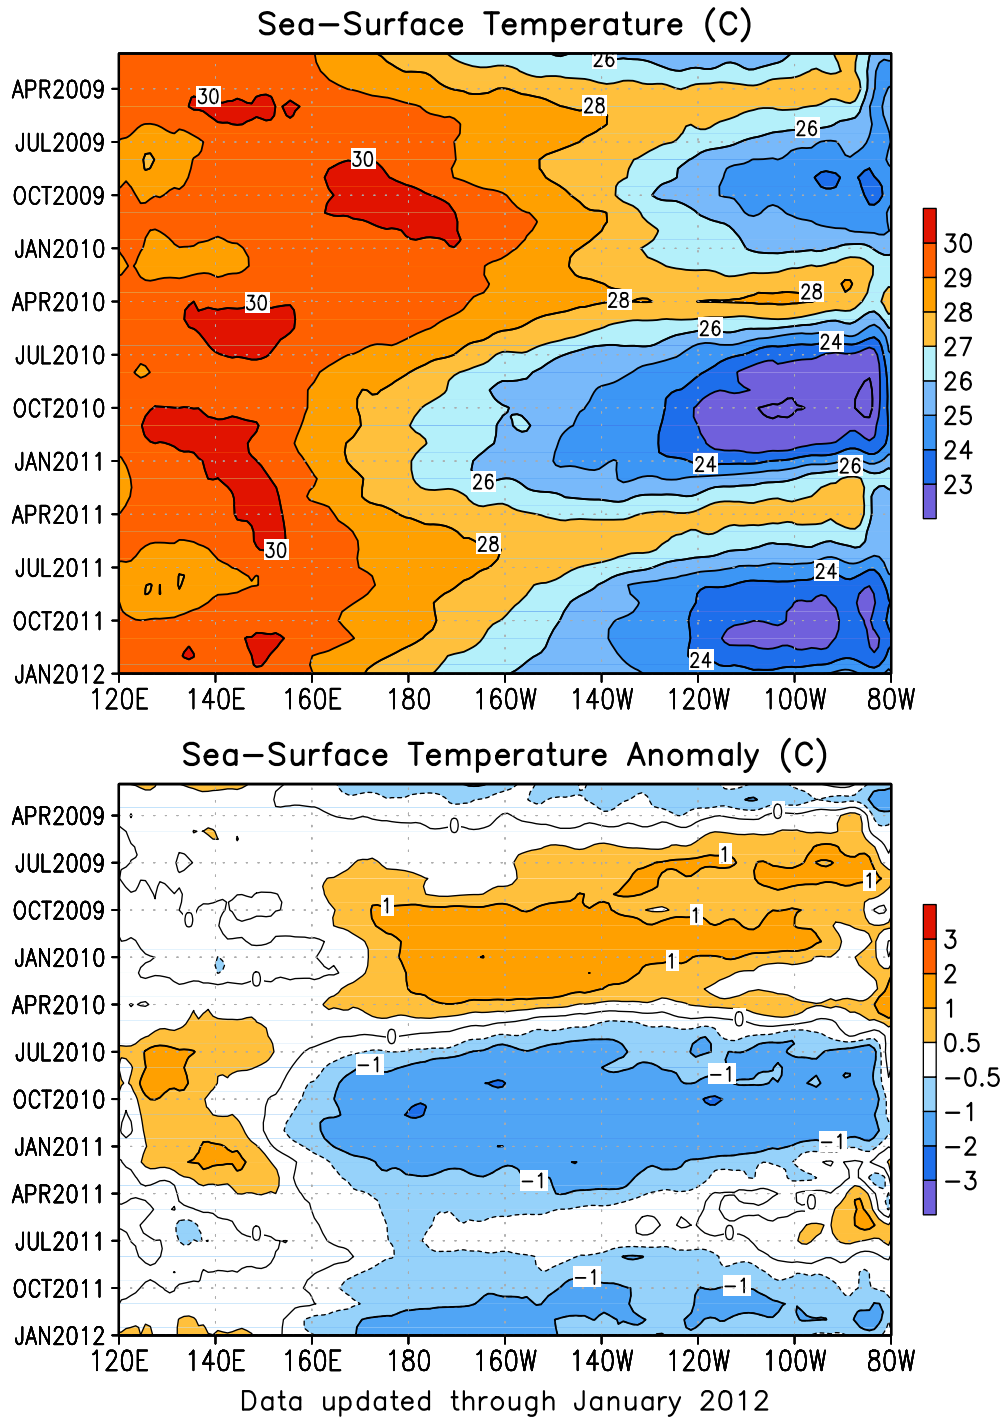 Sea-Surface Temperature (C)
26
APR2009
30
28
26
JUL2009
30
OCT2009
JAN2010
30
APR2010
30
28
28
29
26
28
24
JUL2010
27
26
OCT2010
25
24
JAN2011
24
26
23
26
APR2011
30
28
JUL2011
24
OCT2011
24
JAN2012
120E 140E 160E 180 160W 140W 120W 100W 80W
Sea-Surface Temperature Anomaly (C)
APR2009
0
0
1
JUL2009
1
OCT2009
1
1
0
3
JAN2010
1
0
2
APR2010
1
0
0
0.5
JUL2010
-1
-1
-0.5
OCT2010
-1
JAN2011
-1
-2
-1
-3
APR2011
0
0
0
JUL2011
-1
-1
OCT2011
JAN2012
120E 140E 160E 180 160W 140W 120W 100W 80W
Data updated through January 2012